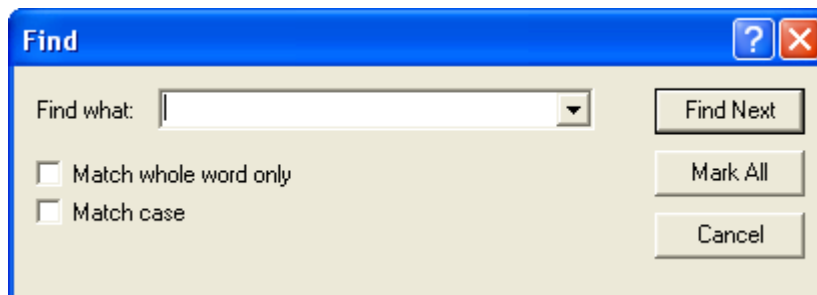 Find
Find what:
Find Next
Match whole word only
Mark All
Match case
Cancel